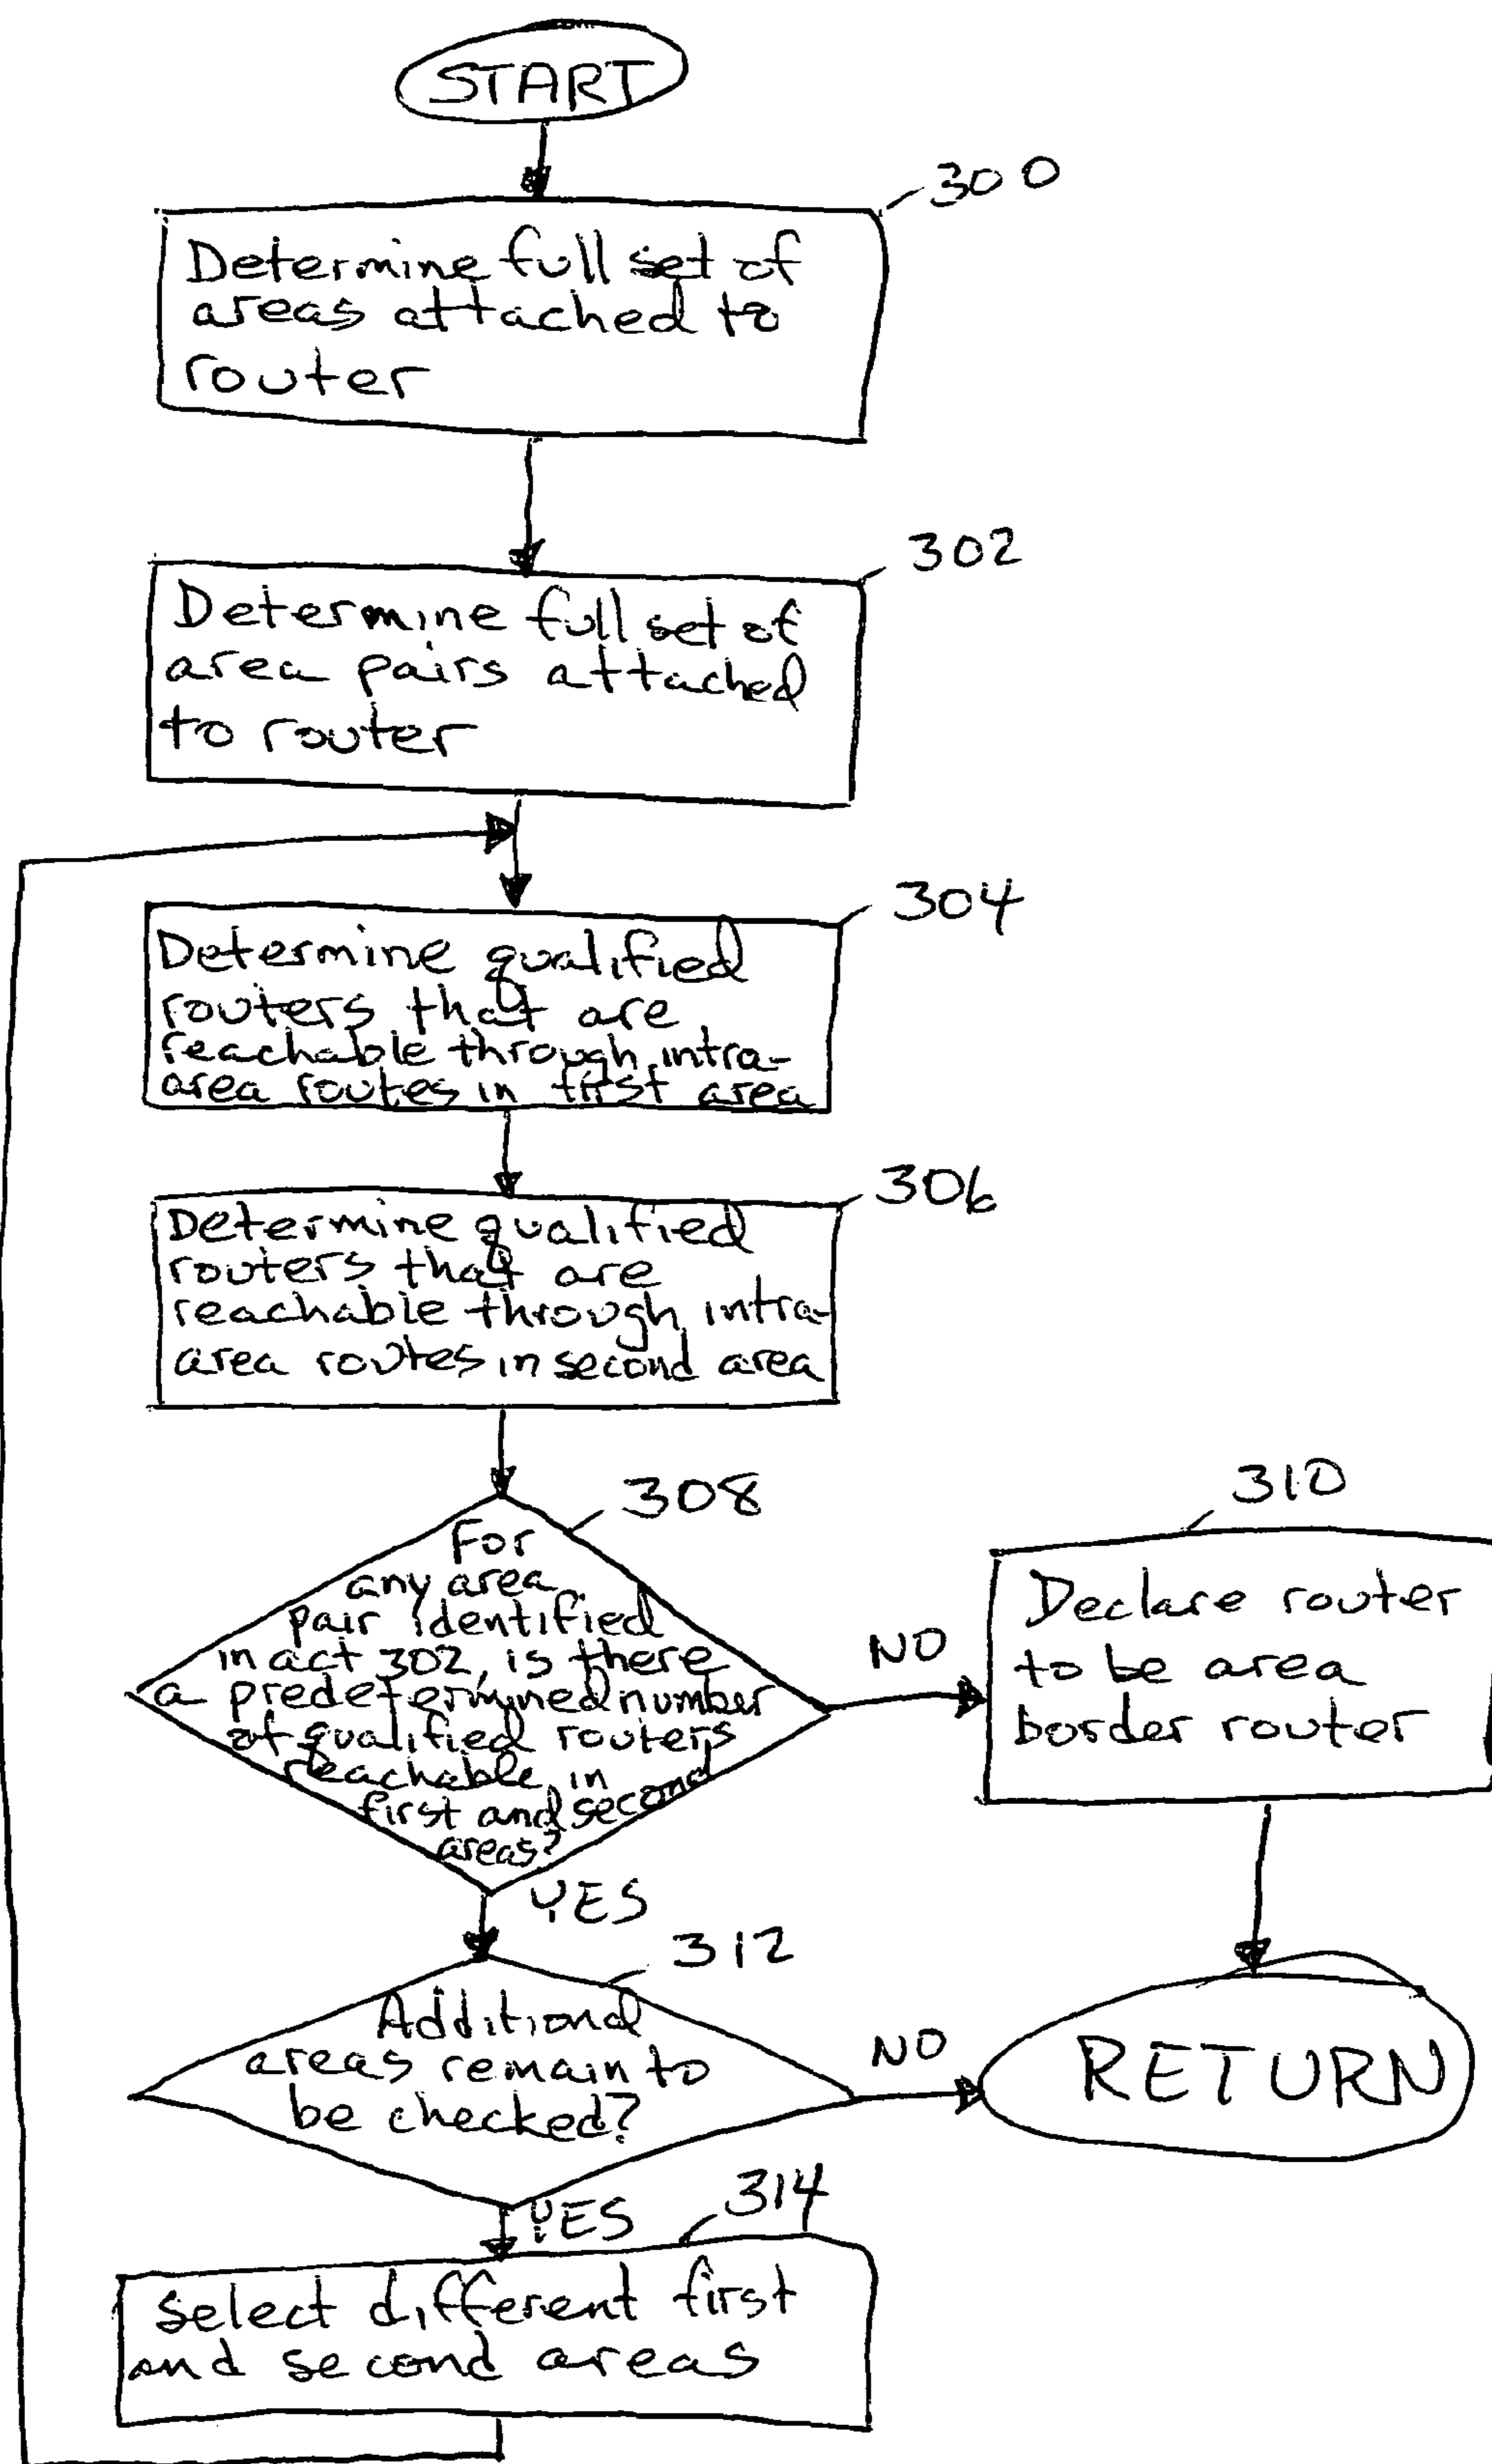 START
300
Determine full set of
areas attached to
router
302
Determine full set of
area pairs attached
to router
304
Determine qualified
routers that are
reachable through intra-
area routes in first area
306
Determine qualified
routers that are
reachable through intra-
area routes in second area
308
For
any area
pair identified
in act 302, is there
a predetermined number
of qualified routers
reachable in
first and second
areas?
NO
310
Declare router
to be area
border router
YES
312
Additional
areas remain to
be checked?
NO
RETURN
YES
314
Select different first
and second areas